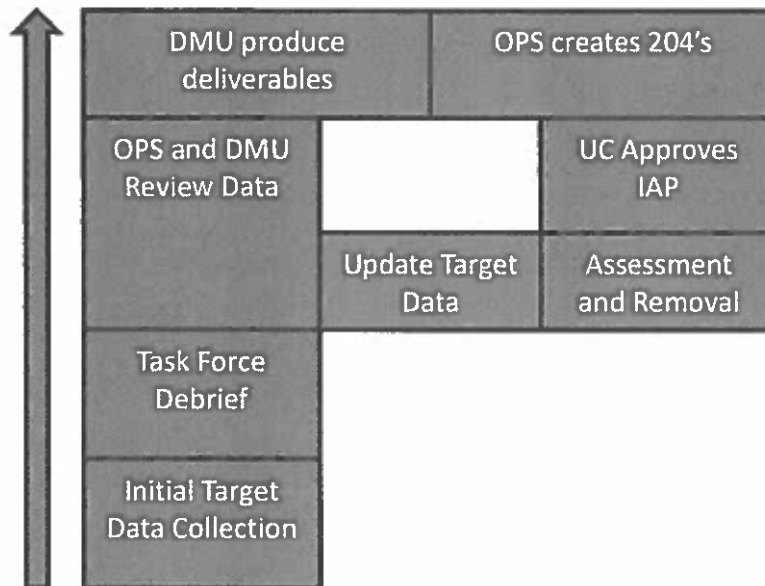 DMU produce
deliverables
OPS creates 204's
OPS and DMU
Review Data
UC Approves
IAP
Update Target
Data
Assessment
and Removal
Task Force
Debrief
Initial Target
Data Collection